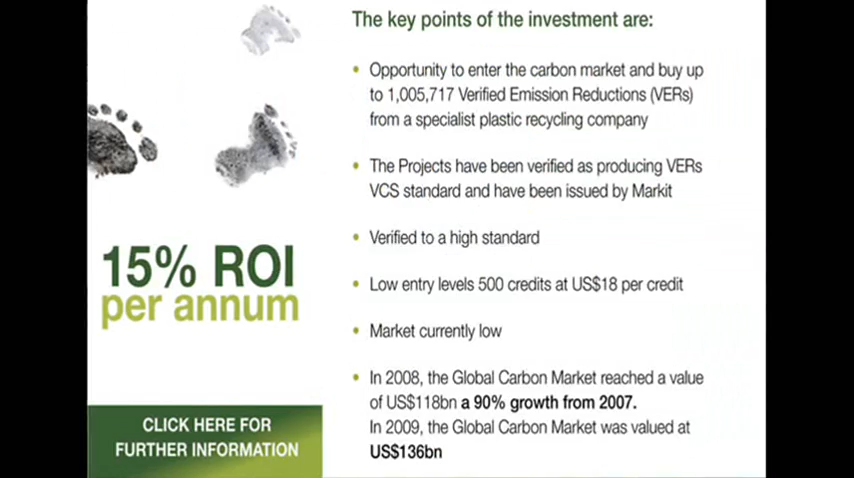 The key points of the investment are:
• Opportunity to enter the carbon market and buy up
to 1,005,717 Verified Emission Reductions (VERs)
from a specialist plastic recycling company
• The Projects have been verified as producing VERs
VCS standard and have been issued by Markit
• Verified to a high standard
• Low entry levels 500 credits at US$18 per credit
• Market currently low
• In 2008, the Global Carbon Market reached a value
of US$118bn a 90% growth from 2007.
In 2009, the Global Carbon Market was valued at
US$136bn
15% ROI
per annum
CLICK HERE FOR
FURTHER INFORMATION